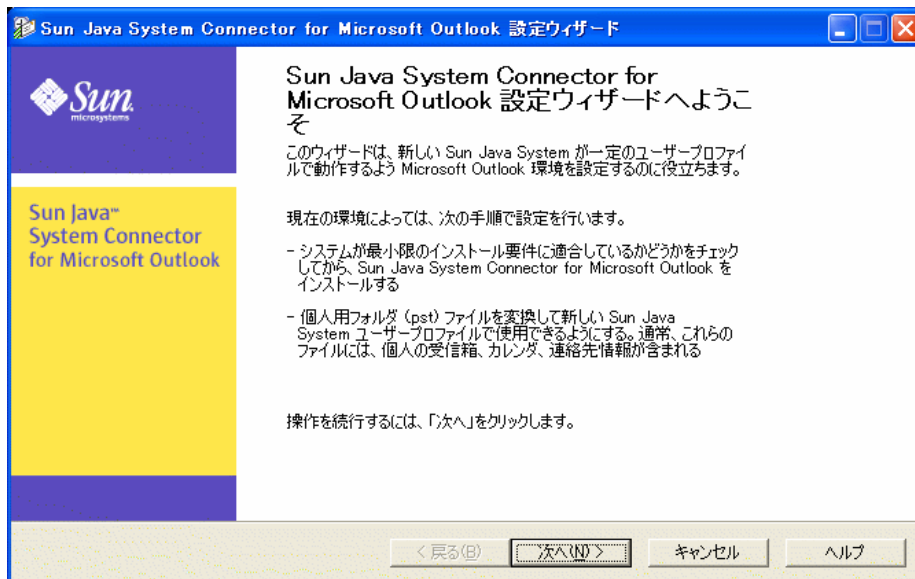 Sun Java System Connector for Microsoft Outlook 設定ウィザード
Sun
microsystems
Sun Java™
System Connector
for Microsoft Outlook
Sun Java System Connector for
Microsoft Outlook 設定ウィザードへようこ
そ
このウィザードは、新しい Sun Java System が一定のユーザープロファイ
ルで動作するよう Microsoft Outlook 環境を設定するのに役立ちます。
現在の環境によっては、次の手順で設定を行います。
- システムが最小限のインストール要件に適合しているかどうかをチェック
してから、Sun Java System Connector for Microsoft Outlook を
インストールする
- 個人用フォルダ (pst) ファイルを変換して新しい Sun Java
System ユーザープロファイルで使用できるようにする。通常、これらの
ファイルには、個人の受信箱、カレンダ、連絡先情報が含まれる
操作を続行するには、「次へ」をクリックします。
< 戻る(B)
次へ(N) >
キャンセル
ヘルプ